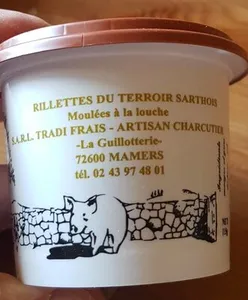 RILLETTES DU TERROIR SARTHOIS
Moulées à la louche
S.A.R.L. TRADI FRAIS - ARTISAN CHARCUTIER
-La Guillotterie-
72600 MAMERS
tél. 02 43 97 48 01